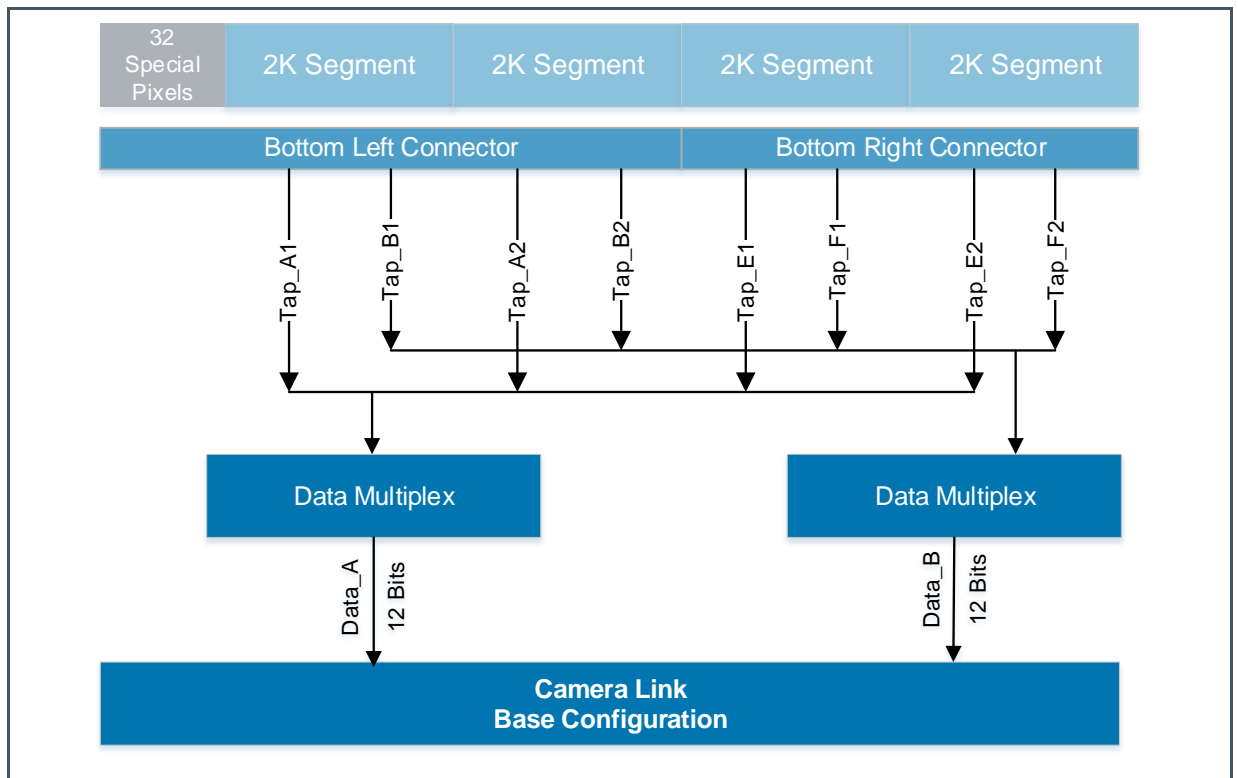 32
Special
Pixels
2K Segment
2K Segment
2K Segment
2K Segment
Bottom Left Connector
Bottom Right Connector
Tap_A1
Tap_B1
Tap_A2
Tap_B2
Tap_E1
Tap_F1
Tap_E2
Tap_F2
Data Multiplex
Data Multiplex
Data_A
12 Bits
Data_B
12 Bits
Camera Link
Base Configuration